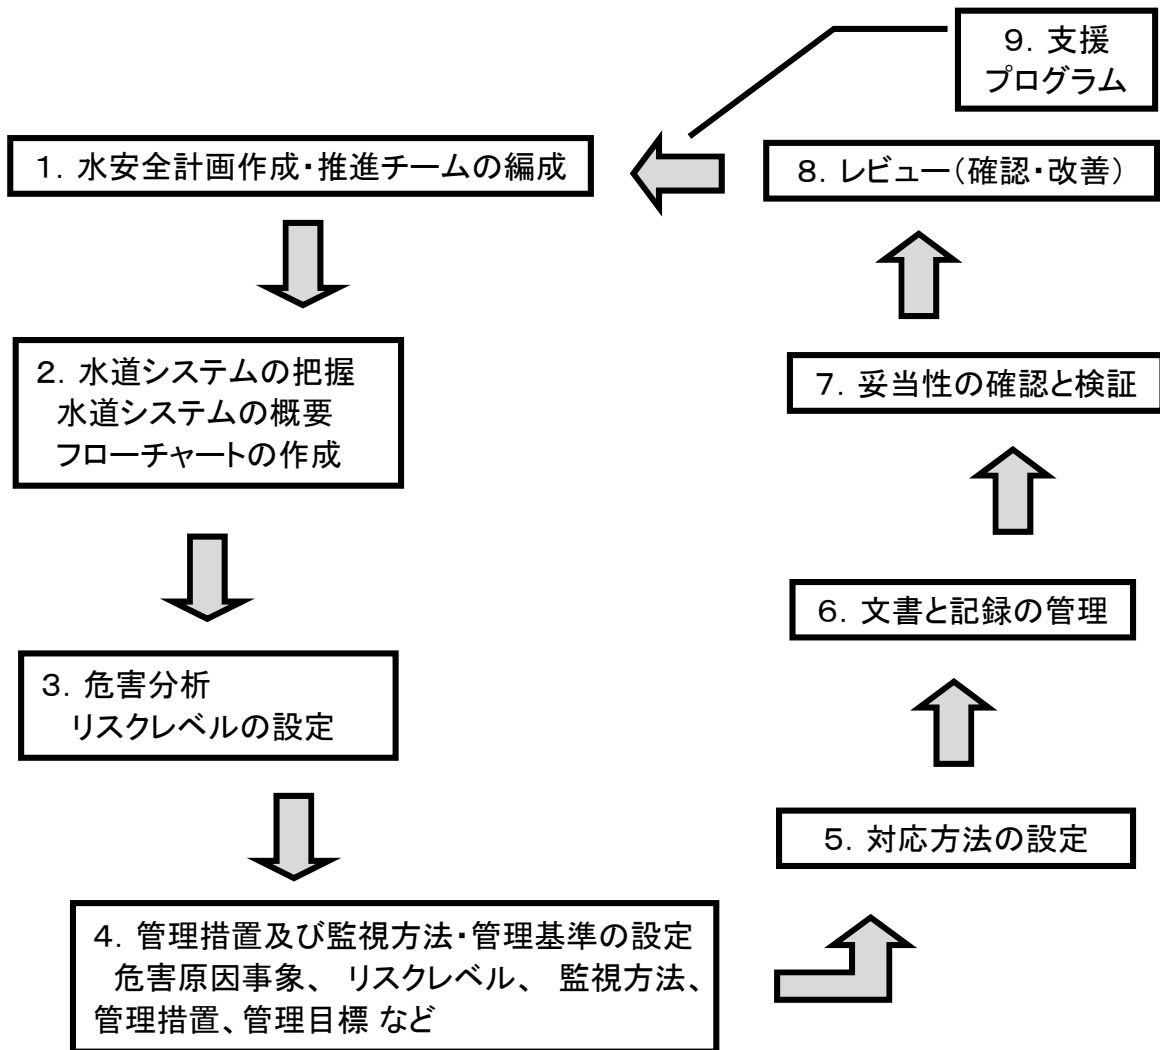 9．支援
プログラム
1．水安全計画作成・推進チームの編成
8．レビュー（確認・改善）
2．水道システムの把握
水道システムの概要
フローチャートの作成
7．妥当性の確認と検証
6．文書と記録の管理
3．危害分析
リスクレベルの設定
5．対応方法の設定
4．管理措置及び監視方法・管理基準の設定
危害原因事象、 リスクレベル、 監視方法、
管理措置、管理目標 など